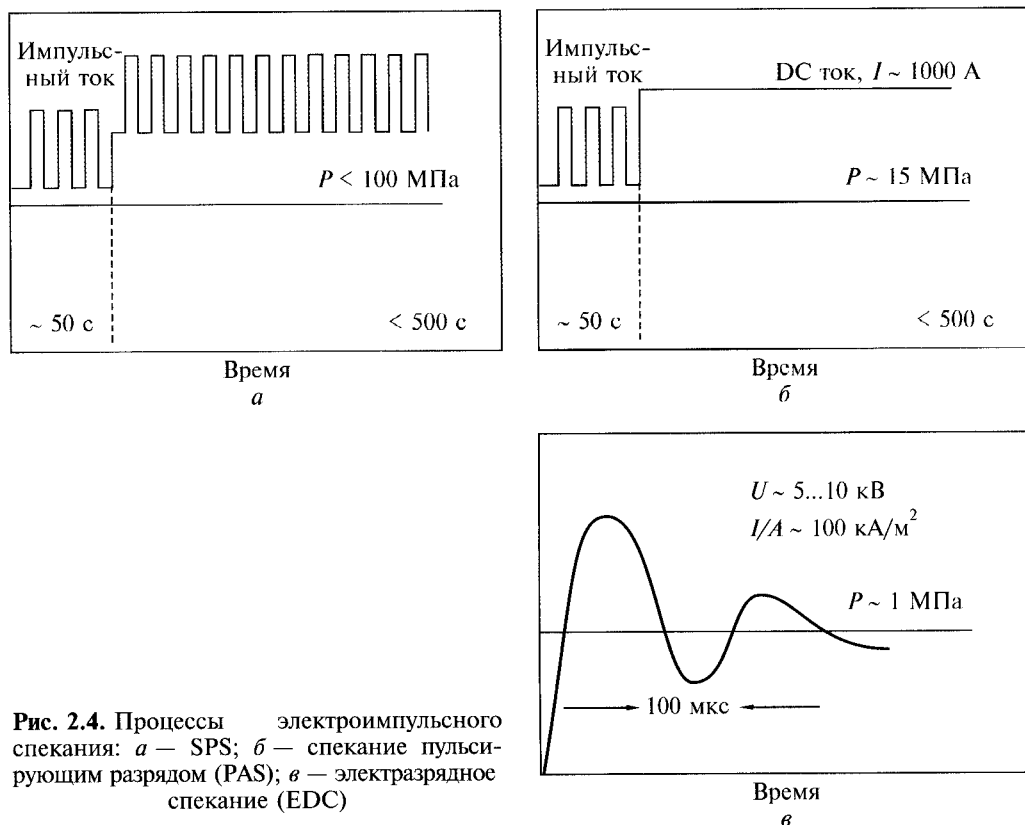 Импульс-
ный ток
P < 100 МПа
~ 50 с
< 500 с
Время
а
Импульс-
ный ток
DC ток, I ~ 1000 А
P ~ 15 МПа
~ 50 с
< 500 с
Время
б
U ~ 5...10 кВ
I/A ~ 100 кА/м²
P ~ 1 МПа
100 мкс
Время
в
Рис. 2.4. Процессы электроимпульсного
спекания: а — SPS; б — спекание пульси-
рующим разрядом (PAS); в — электразрядное
спекание (EDC)